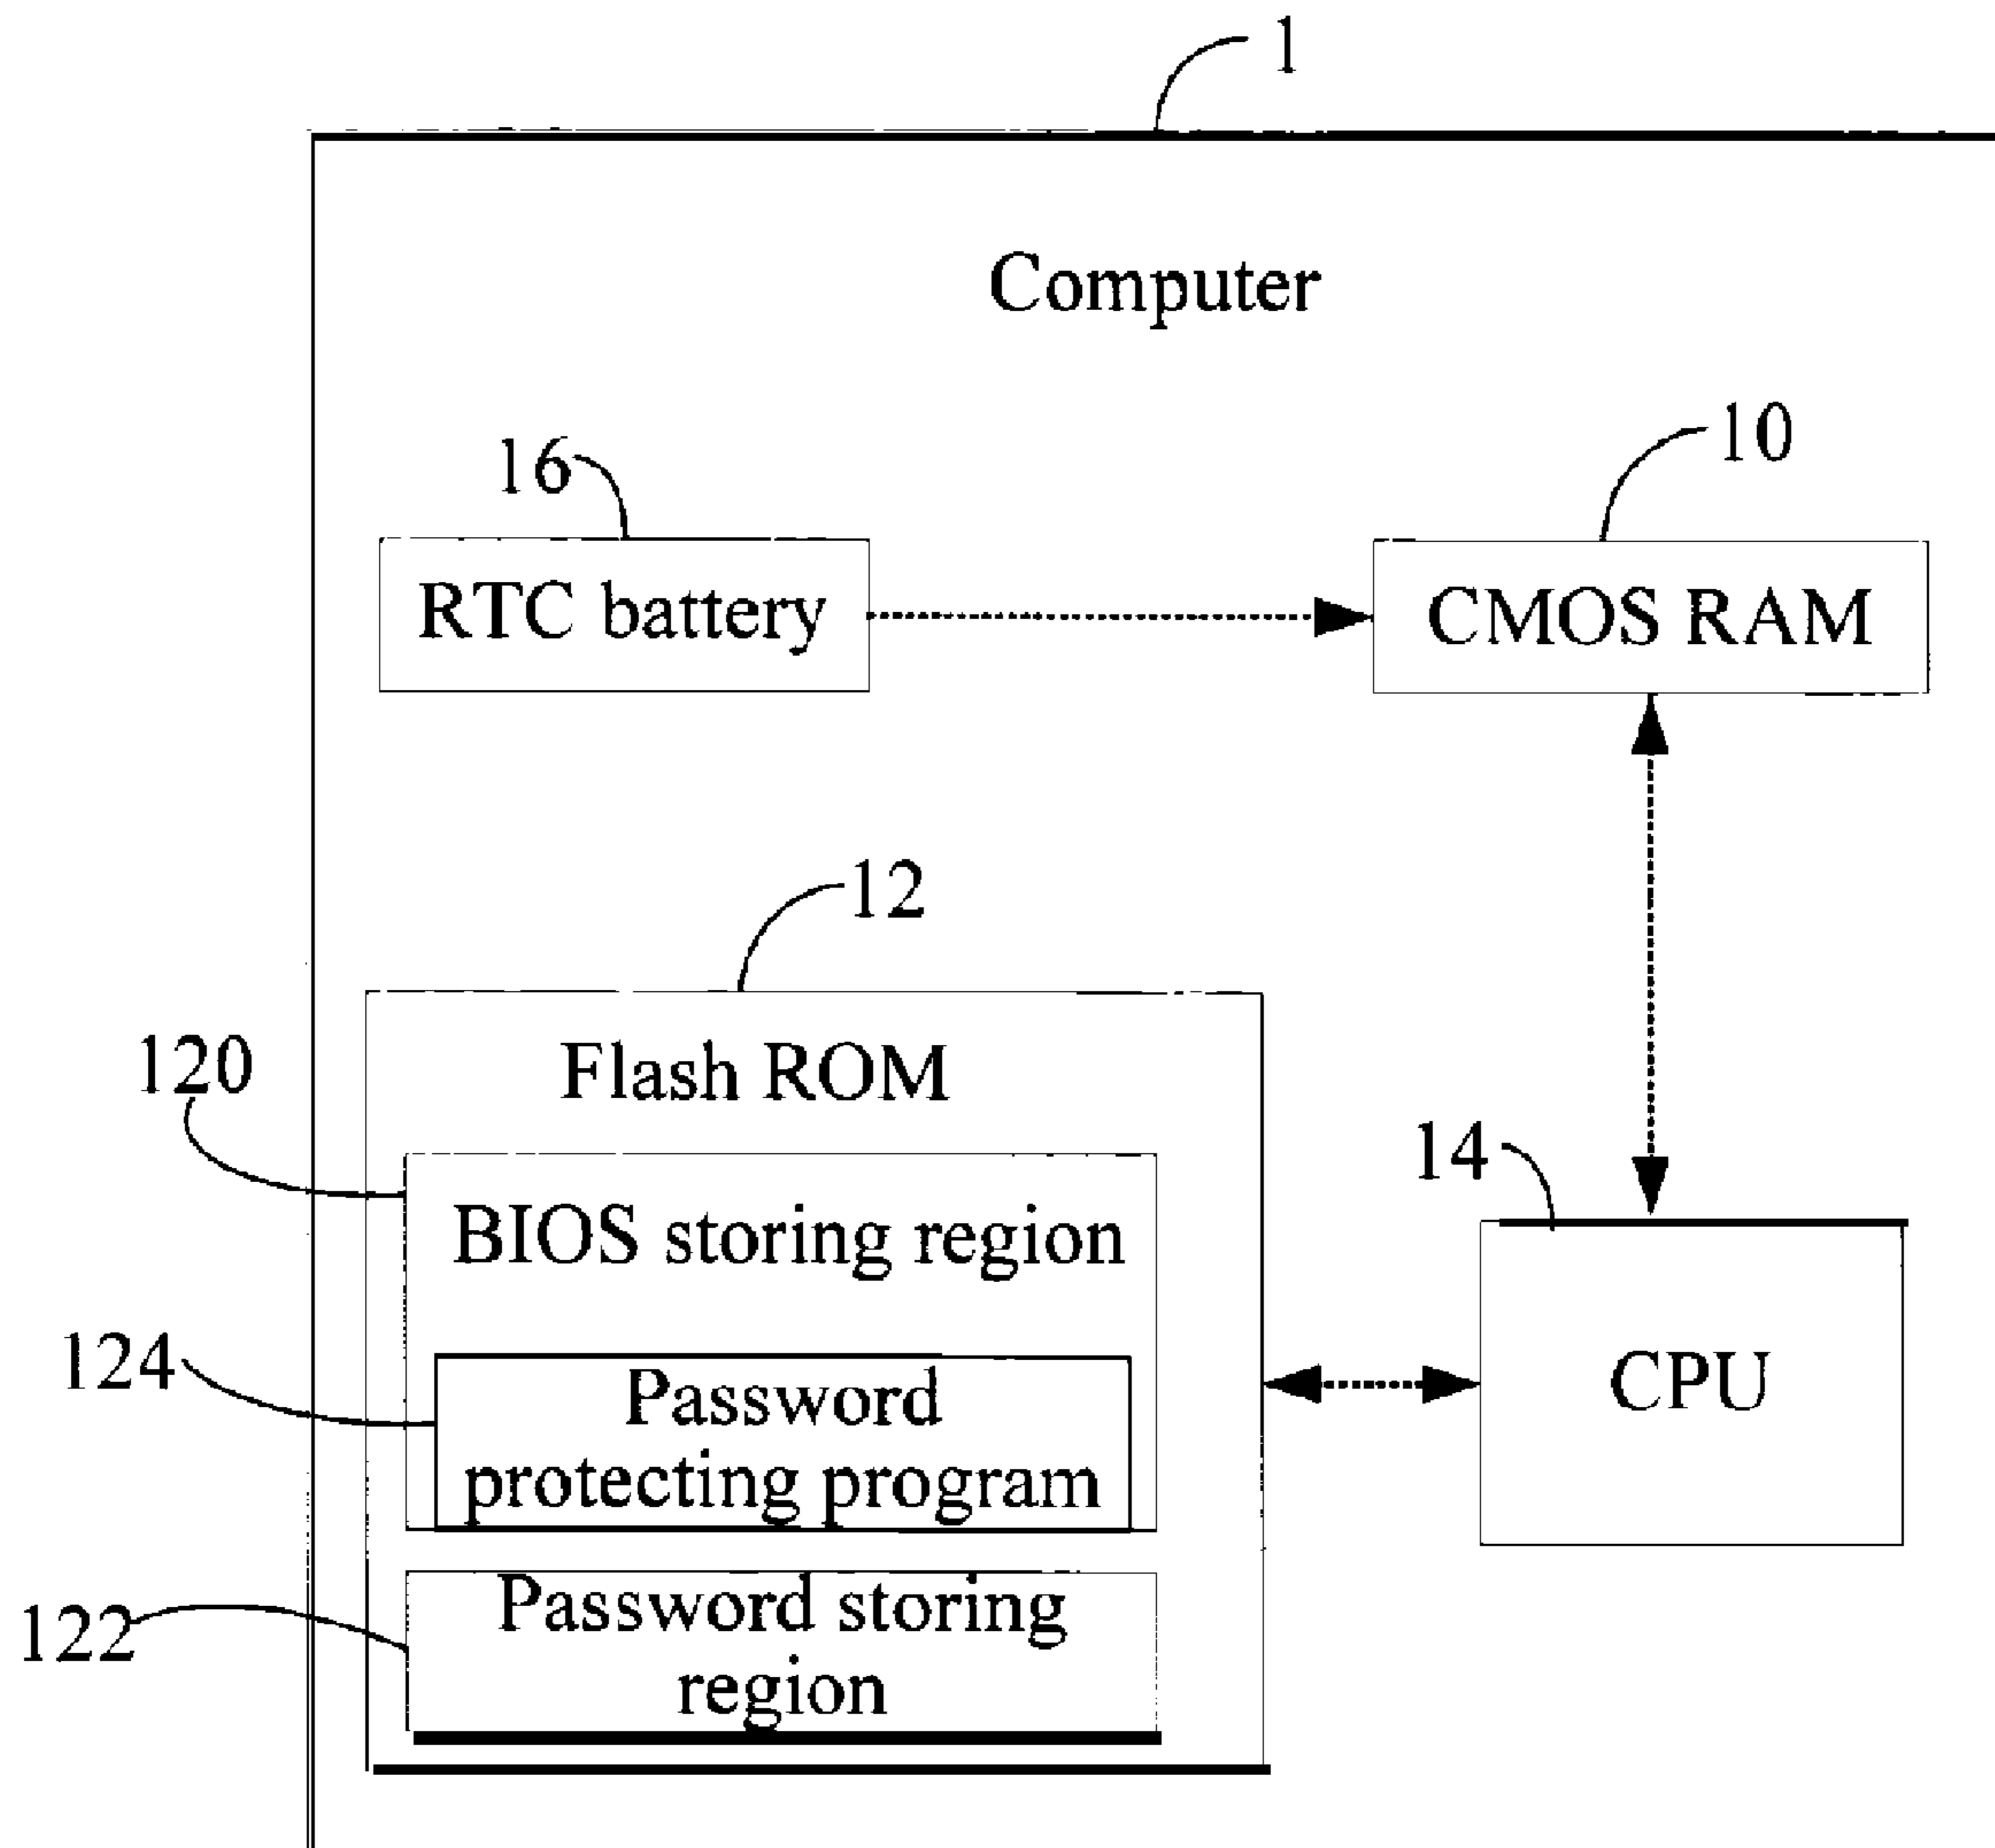 1
Computer
16
10
RTC battery
CMOS RAM
12
120
Flash ROM
14
BIOS storing region
CPU
124
Password
protecting program
122
Password storing
region